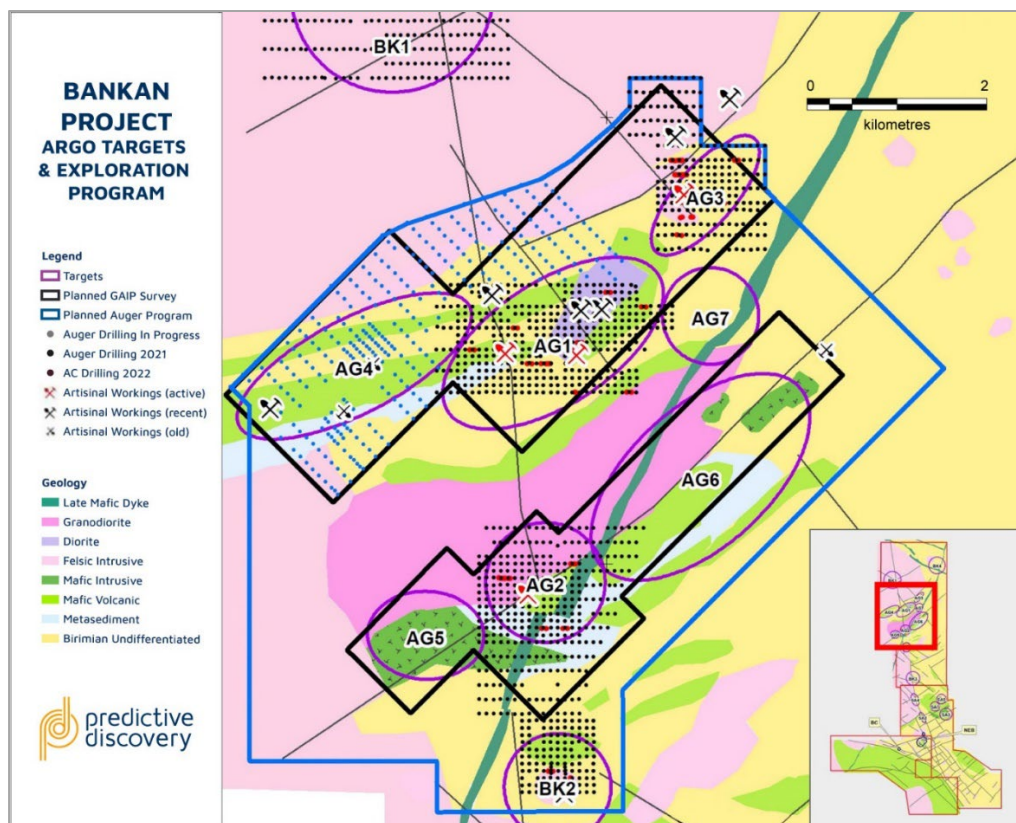 BANKAN
PROJECT
ARGO TARGETS
& EXPLORATION
PROGRAM
Legend
Targets
Planned GAIP Survey
Planned Auger Program
Auger Drilling In Progress
Auger Drilling 2021
AC Drilling 2022
Artisinal Workings (active)
Artisinal Workings (recent)
Artisinal Workings (old)
Geology
Late Mafic Dyke
Granodiorite
Diorite
Felsic Intrusive
Mafic Intrusive
Mafic Volcanic
Metasediment
Birimian Undifferentiated
predictive
discovery
BK1
0 2
kilometres
AG3
AG7
AG1
AG4
AG6
AG2
AG5
BK2